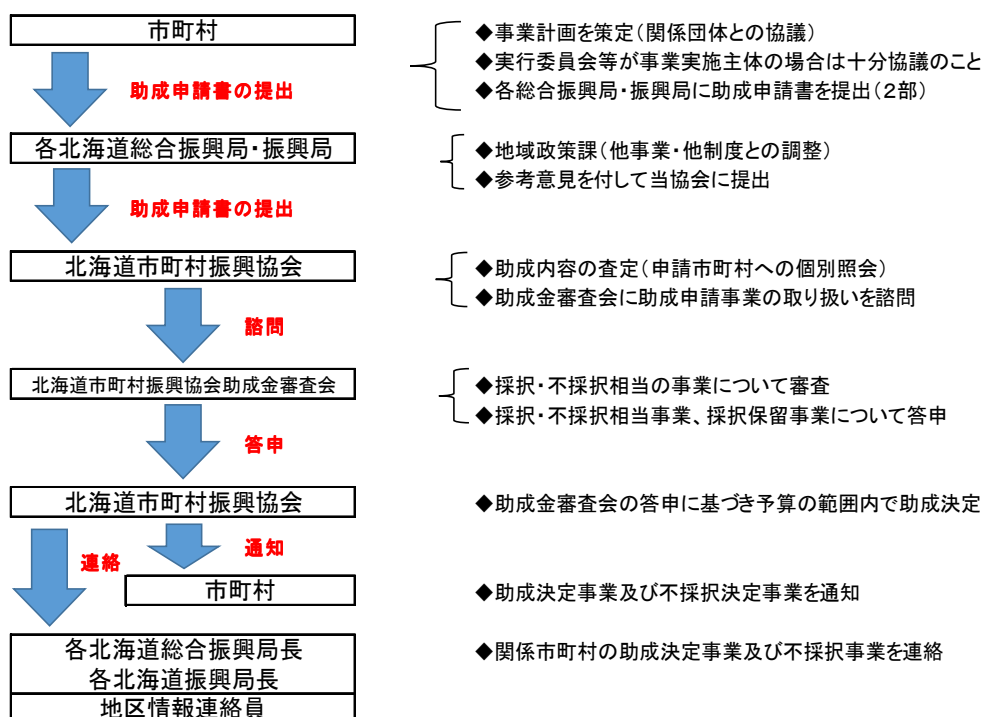 市町村
◆事業計画を策定(関係団体との協議)
◆実行委員会等が事業実施主体の場合は十分協議のこと
助成申請書の提出
◆各総合振興局・振興局に助成申請書を提出(2部)
各北海道総合振興局・振興局
◆地域政策課(他事業・他制度との調整)
◆参考意見を付して当協会に提出
助成申請書の提出
北海道市町村振興協会
◆助成内容の査定(申請市町村への個別照会)
◆助成金審査会に助成申請事業の取り扱いを諮問
諮問
北海道市町村振興協会助成金審査会
◆採択・不採択相当の事業について審査
◆採択・不採択相当事業、採択保留事業について答申
答申
北海道市町村振興協会
◆助成金審査会の答申に基づき予算の範囲内で助成決定
通知
連絡
市町村
◆助成決定事業及び不採択決定事業を通知
各北海道総合振興局長
◆関係市町村の助成決定事業及び不採択事業を連絡
各北海道振興局長
地区情報連絡員